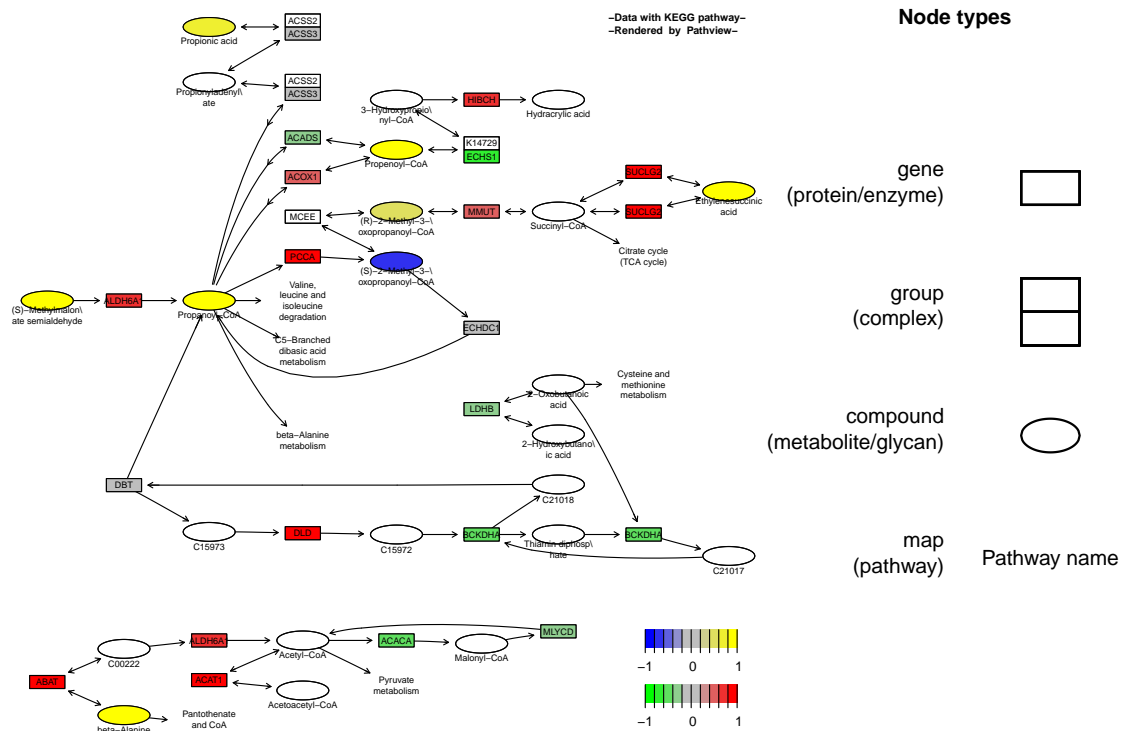 –Data with KEGG pathway–
–Rendered by Pathview–
Node types
Propionic acid
ACSS2
ACSS3
Propionyladenyl\
ate
ACSS2
ACSS3
3–Hydroxypropio\
nyl–CoA
HIBCH
Hydracrylic acid
ACADS
Propenoyl–CoA
K14729
ECHS1
ACOX1
MCEE
(R)–2–Methyl–3–\
oxopropanoyl–CoA
MMUT
Succinyl–CoA
SUCLG2
SUCLG2
Ethylenesuccinic
acid
Citrate cycle
(TCA cycle)
PCCA
(S)–2–Methyl–3–\
oxopropanoyl–CoA
(S)–Methylmalon\
ate semialdehyde
ALDH6A1
Propanoyl–CoA
Valine,
leucine and
isoleucine
degradation
C5–Branched
dibasic acid
metabolism
ECHDC1
beta–Alanine
metabolism
LDHB
2–Oxobutanoic
acid
Cysteine and
methionine
metabolism
2–Hydroxybutano\
ic acid
DBT
C21018
C15973
DLD
C15972
BCKDHA
Thiamin diphosp\
hate
BCKDHA
C21017
C00222
ALDH6A1
Acetyl–CoA
ACACA
Malonyl–CoA
MLYCD
ABAT
ACAT1
Acetoacetyl–CoA
Pyruvate
metabolism
beta–Alanine
Pantothenate
and CoA
gene
(protein/enzyme)
group
(complex)
compound
(metabolite/glycan)
map
(pathway)
Pathway name
–1 0 1
–1 0 1